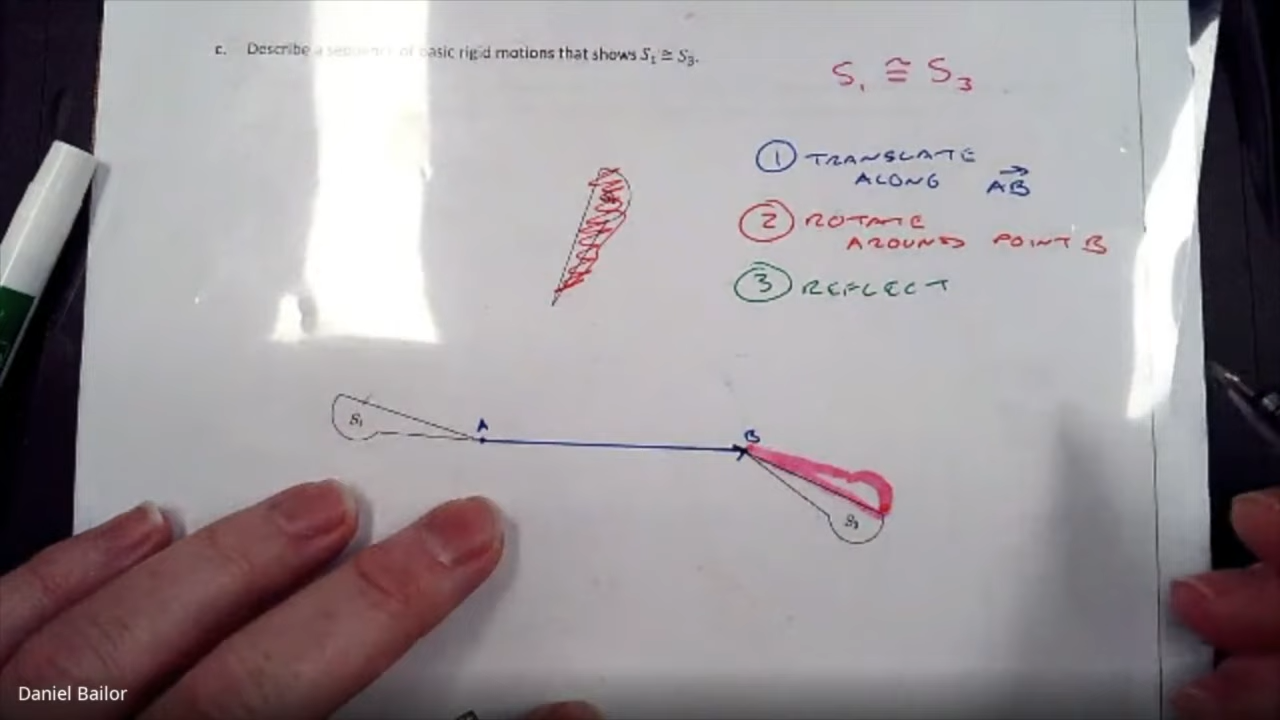 c. Describe a sequence of basic rigid motions that shows S₁ ≅ S₃.
S₁ ≅ S₃
① TRANSLATE
ALONG AB→
② ROTATE
AROUND POINT B
③ REFLECT
S₁
A
B
S₃
Daniel Bailor